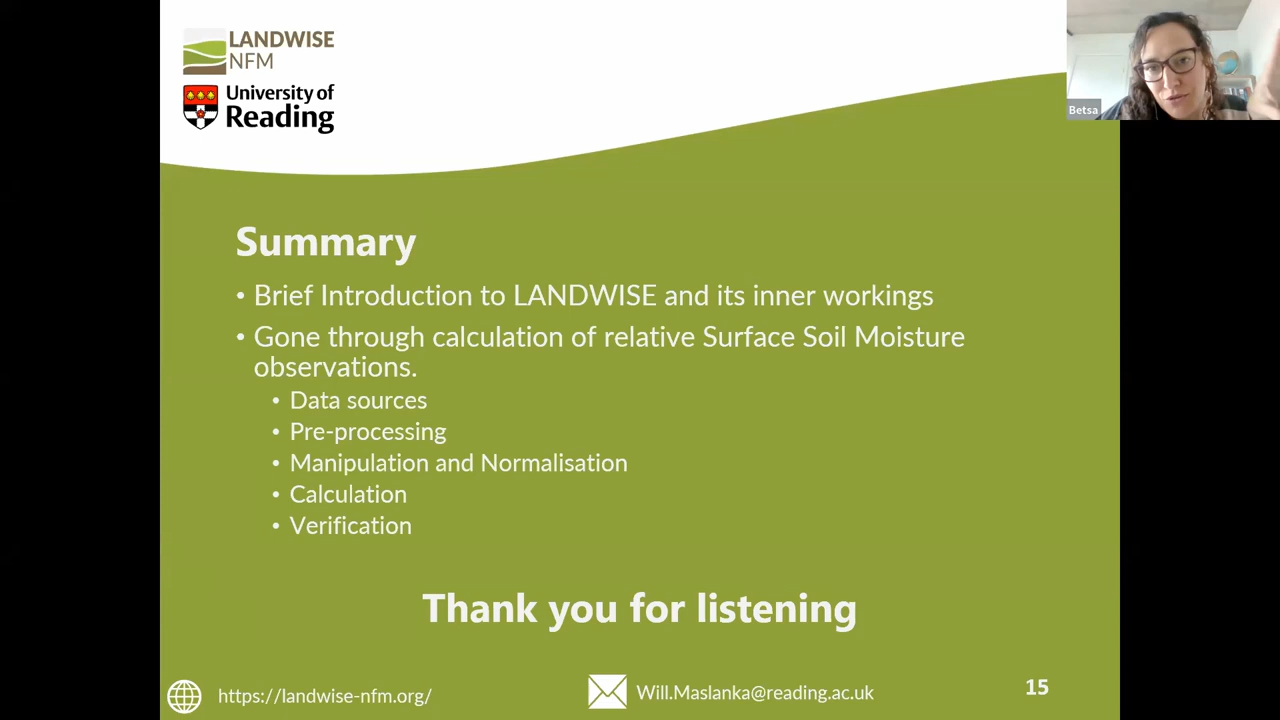 LANDWISE
NFM
University of
Reading
Betsa
Summary
• Brief Introduction to LANDWISE and its inner workings
• Gone through calculation of relative Surface Soil Moisture
observations.
• Data sources
• Pre-processing
• Manipulation and Normalisation
• Calculation
• Verification
Thank you for listening
https://landwise-nfm.org/
Will.Maslanka@reading.ac.uk
15